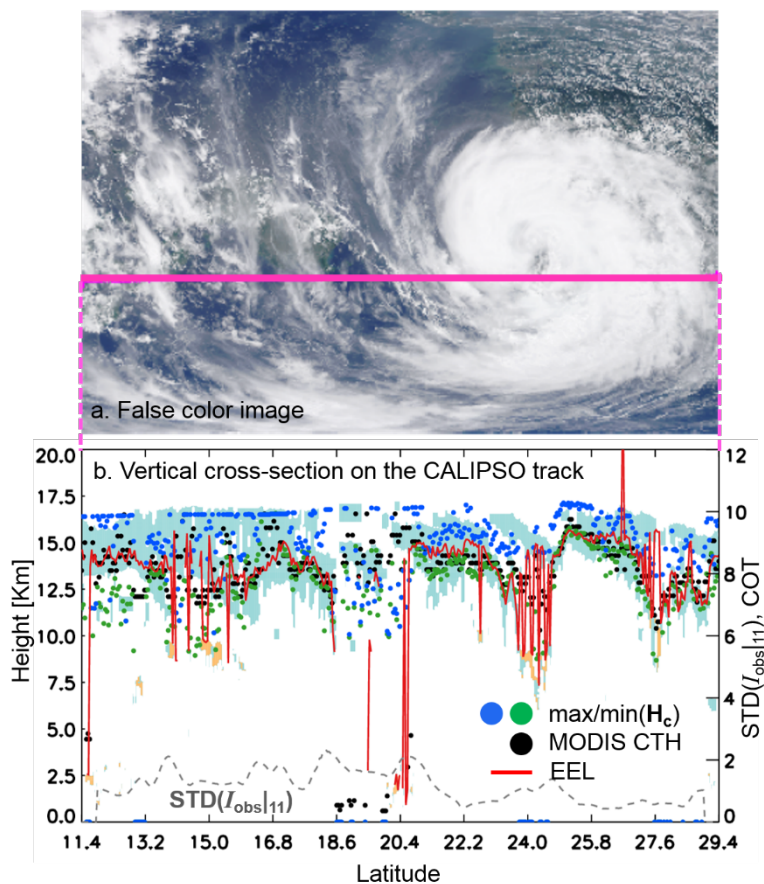 a. False color image
b. Vertical cross-section on the CALIPSO track
20.0
17.5
15.0
12.5
10.0
7.5
5.0
2.5
0.0
Height [Km]
12
10
8
6
4
2
0
STD(I_obs|11), COT
max/min(H_c)
MODIS CTH
EEL
STD(I_obs|11)
11.4 13.2 15.0 16.8 18.6 20.4 22.2 24.0 25.8 27.6 29.4
Latitude